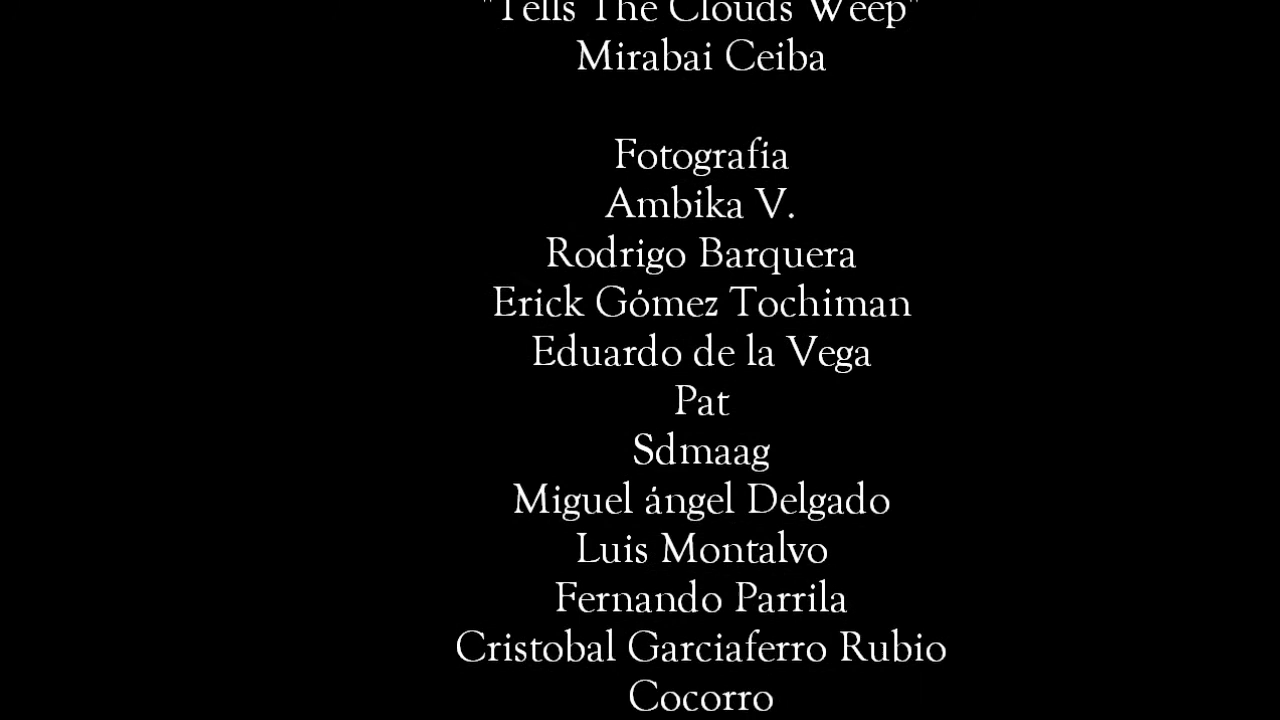 "Tells The Clouds Weep"
Mirabai Ceiba
Fotografía
Ambika V.
Rodrigo Barquera
Erick Gómez Tochiman
Eduardo de la Vega
Pat
Sdmaag
Miguel ángel Delgado
Luis Montalvo
Fernando Parrila
Cristobal Garciaferro Rubio
Cocorro